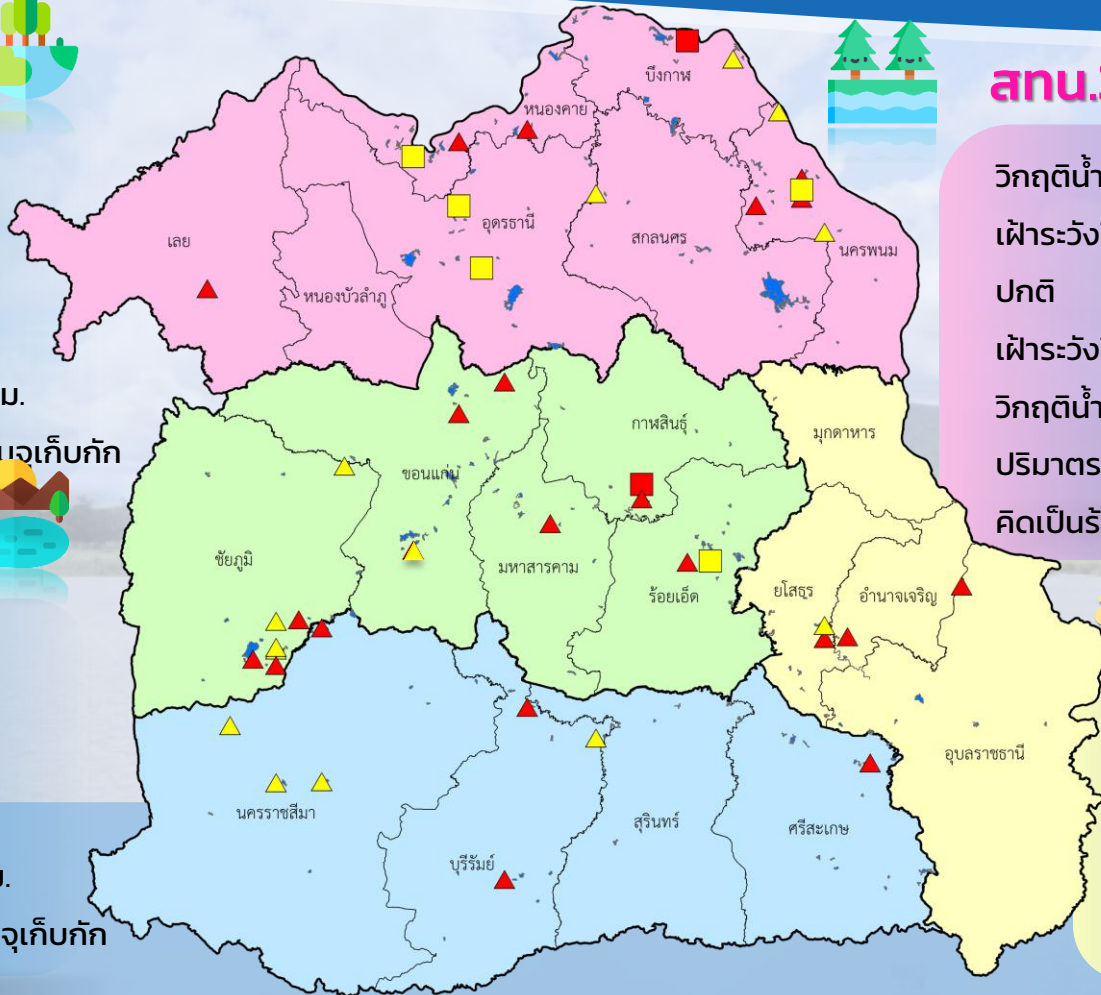 สทน.3
วิกฤติน้ำ
เฝ้าระวัง
ปกติ
เฝ้าระวัง
วิกฤติน้ำ
ปริมาตร
คิดเป็น
ม.
จุเก็บกัก
ม.
จุเก็บกัก
บึงกาฬ
หนองคาย
เลย
หนองบัวลำภู
อุดรธานี
สกลนคร
นครพนม
กาฬสินธุ์
มุกดาหาร
ขอนแก่น
ชัยภูมิ
มหาสารคาม
ร้อยเอ็ด
ยโสธร
อำนาจเจริญ
อุบลราชธานี
นครราชสีมา
บุรีรัมย์
สุรินทร์
ศรีสะเกษ